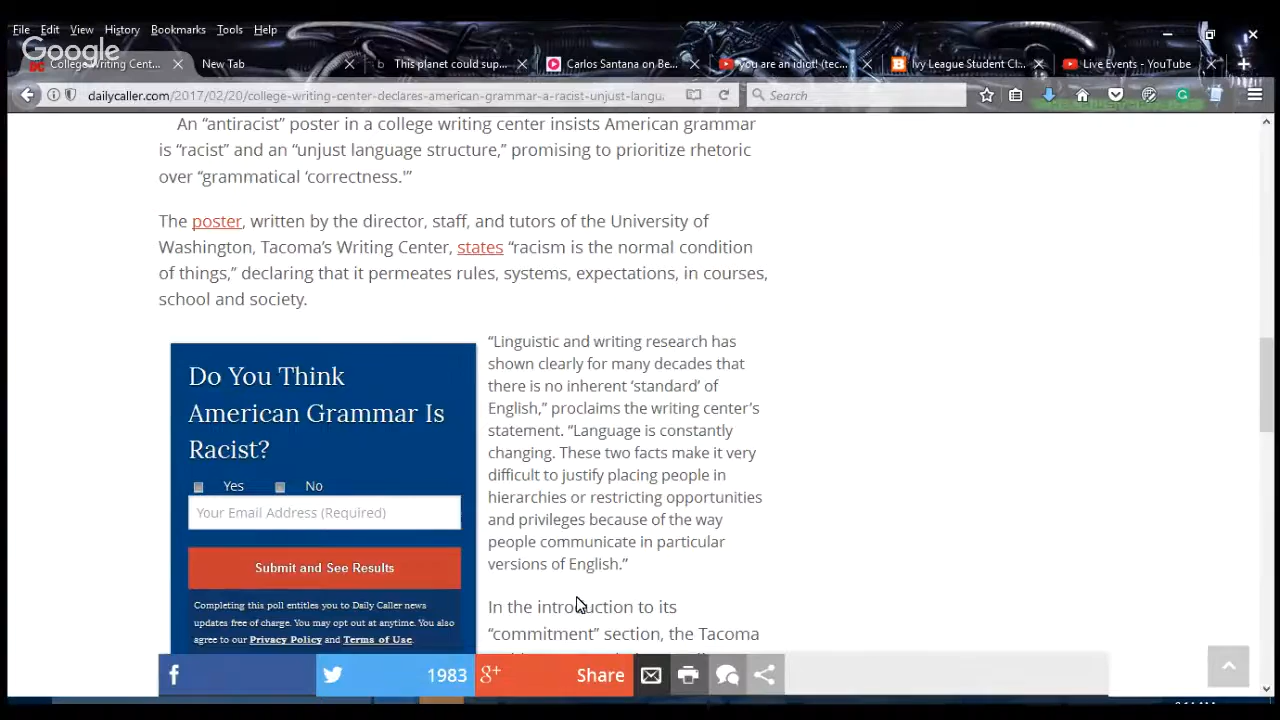 File Edit View History Bookmarks Tools Help
Google
College Writing Cent...
New Tab
This planet could sup...
Carlos Santana on Be...
you are an idiot! (tec...
Ivy League Student Cl...
Live Events - YouTube
dailycaller.com/2017/02/20/college-writing-center-declares-american-grammar-a-racist-unjust-langu
Search
An “antiracist” poster in a college writing center insists American grammar
is “racist” and an “unjust language structure,” promising to prioritize rhetoric
over “grammatical ‘correctness.’”
The poster, written by the director, staff, and tutors of the University of
Washington, Tacoma’s Writing Center, states “racism is the normal condition
of things,” declaring that it permeates rules, systems, expectations, in courses,
school and society.
Do You Think
American Grammar Is
Racist?
Yes No
Your Email Address (Required)
Submit and See Results
Completing this poll entitles you to Daily Caller news
updates free of charge. You may opt out at anytime. You also
agree to our Privacy Policy and Terms of Use.
“Linguistic and writing research has
shown clearly for many decades that
there is no inherent ‘standard’ of
English,” proclaims the writing center’s
statement. “Language is constantly
changing. These two facts make it very
difficult to justify placing people in
hierarchies or restricting opportunities
and privileges because of the way
people communicate in particular
versions of English.”
In the introduction to its
“commitment” section, the Tacoma
1983
Share